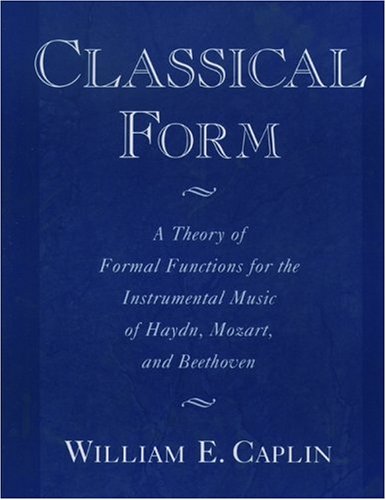 CLASSICAL
FORM
A Theory of
Formal Functions for the
Instrumental Music
of Haydn, Mozart,
and Beethoven
WILLIAM E. CAPLIN